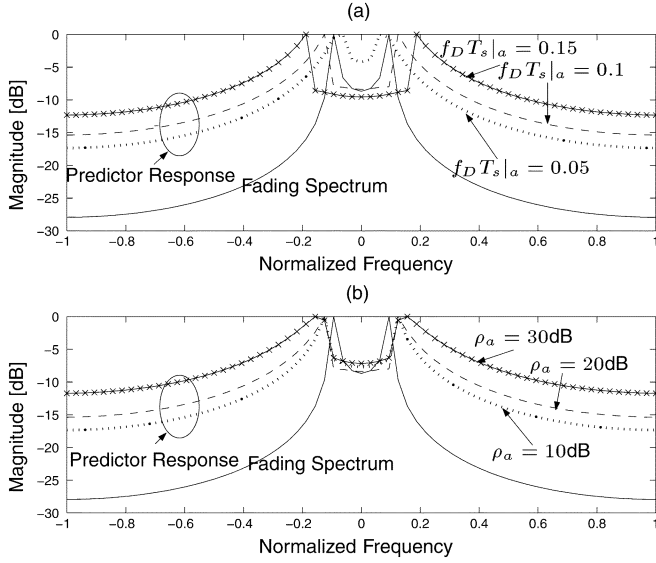 (a)
0
−5
−10
−15
−20
−25
−30
Magnitude [dB]
f_D T_s|_a = 0.15
f_D T_s|_a = 0.1
f_D T_s|_a = 0.05
Predictor Response
Fading Spectrum
−1 −0.8 −0.6 −0.4 −0.2 0 0.2 0.4 0.6 0.8 1
Normalized Frequency
(b)
0
−5
−10
−15
−20
−25
−30
Magnitude [dB]
ρ_a = 30dB
ρ_a = 20dB
ρ_a = 10dB
Predictor Response
Fading Spectrum
−1 −0.8 −0.6 −0.4 −0.2 0 0.2 0.4 0.6 0.8 1
Normalized Frequency